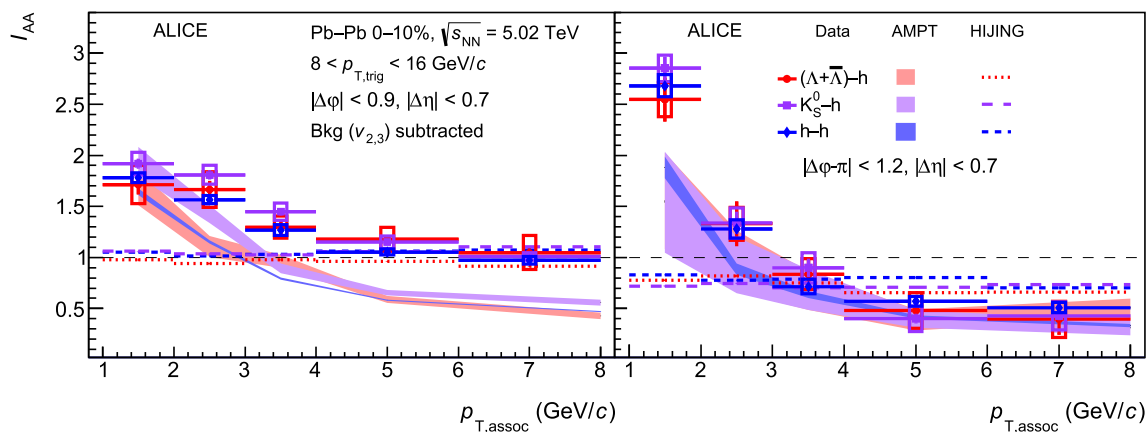 I_AA
ALICE
Pb–Pb 0–10%, √s_NN = 5.02 TeV
8 < p_T,trig < 16 GeV/c
|Δφ| < 0.9, |Δη| < 0.7
Bkg (v_2,3) subtracted
3
2.5
2
1.5
1
0.5
1 2 3 4 5 6 7 8
p_T,assoc (GeV/c)
ALICE Data AMPT HIJING
(Λ+Λ̅)–h
K⁰_S–h
h–h
|Δφ-π| < 1.2, |Δη| < 0.7
1 2 3 4 5 6 7 8
p_T,assoc (GeV/c)